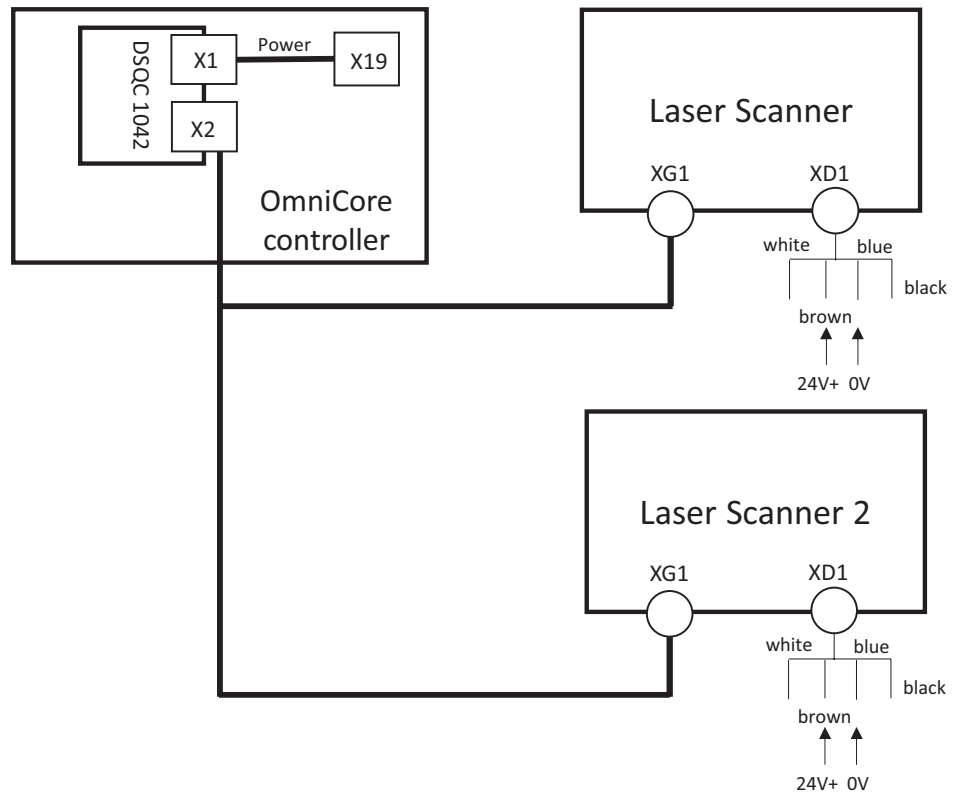 DSQC 1042
X1
Power
X19
X2
OmniCore
controller
Laser Scanner
XG1
XD1
white
blue
black
brown
24V+ 0V
Laser Scanner 2
XG1
XD1
white
blue
black
brown
24V+ 0V